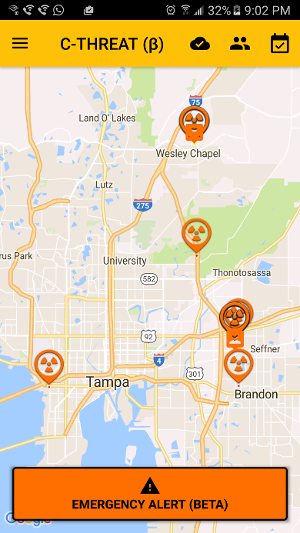 32% 9:02 PM
C-THREAT (β)
75
Land O' Lakes
Wesley Chapel
Lutz
275
rus Park
University
Thonotosassa
582
92
4
Seffner
Tampa
301
Brandon
EMERGENCY ALERT (BETA)
Google